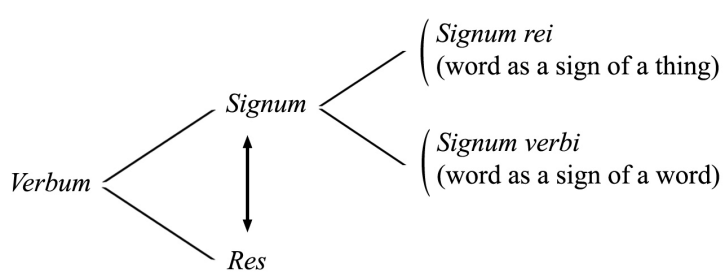 Signum rei
(word as a sign of a thing)
Signum
Signum verbi
(word as a sign of a word)
Verbum
Res